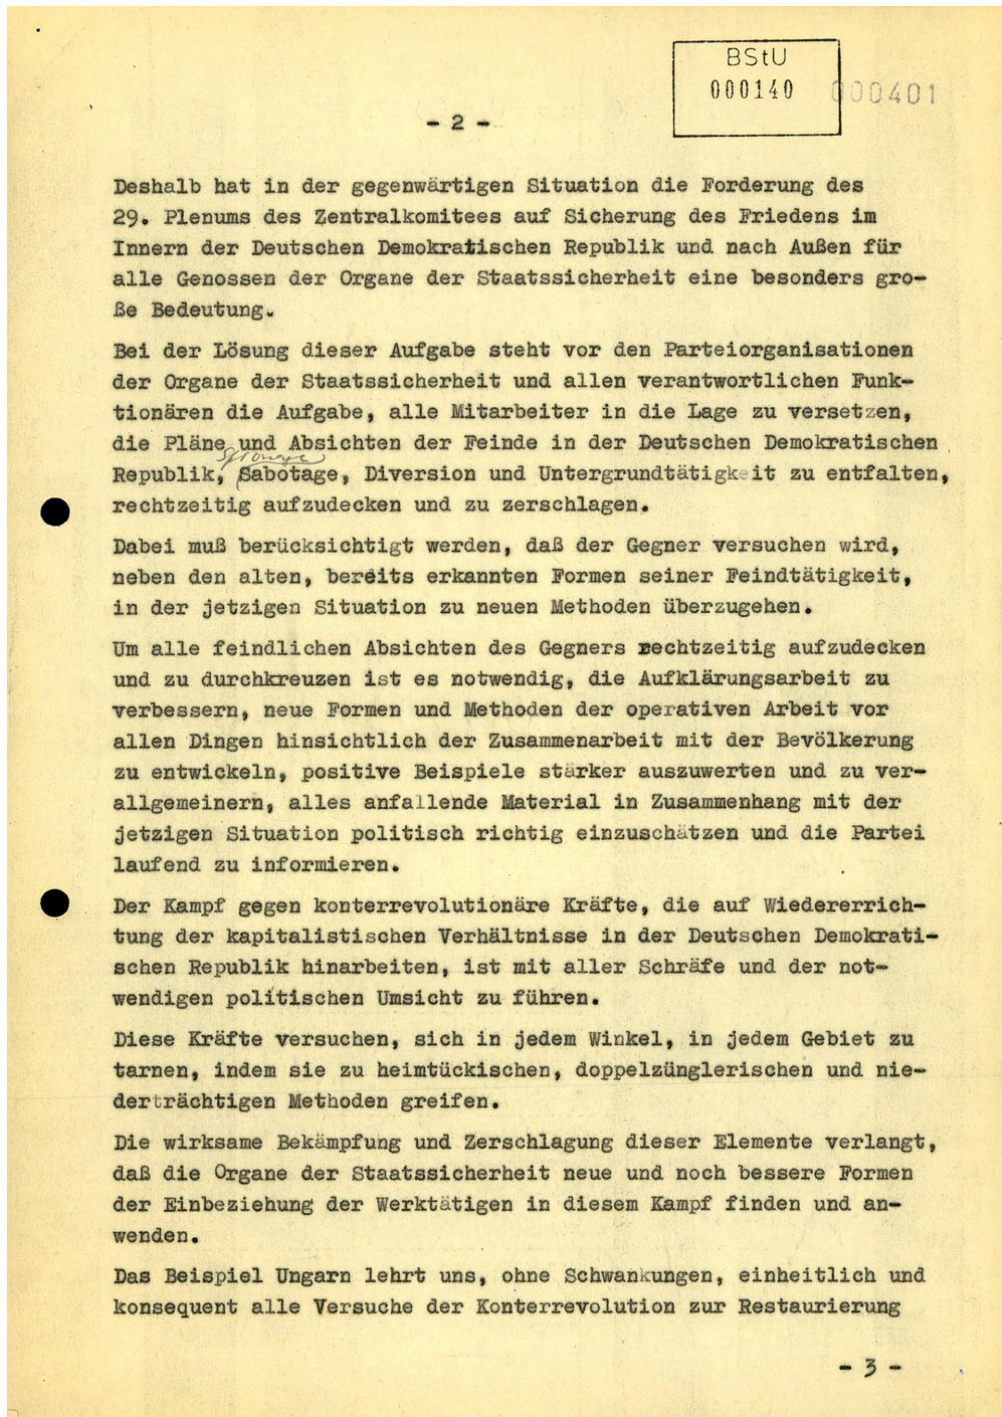 BStU
000140
000401
- 2 -
Deshalb hat in der gegenwärtigen Situation die Forderung des
29. Plenums des Zentralkomitees auf Sicherung des Friedens im
Innern der Deutschen Demokratischen Republik und nach Außen für
alle Genossen der Organe der Staatssicherheit eine besonders gro-
ße Bedeutung.
Bei der Lösung dieser Aufgabe steht vor den Parteiorganisationen
der Organe der Staatssicherheit und allen verantwortlichen Funk-
tionären die Aufgabe, alle Mitarbeiter in die Lage zu versetzen,
die Pläne und Absichten der Feinde in der Deutschen Demokratischen
Spionage
Republik, Sabotage, Diversion und Untergrundtätigkeit zu entfalten,
rechtzeitig aufzudecken und zu zerschlagen.
Dabei muß berücksichtigt werden, daß der Gegner versuchen wird,
neben den alten, bereits erkannten Formen seiner Feindtätigkeit,
in der jetzigen Situation zu neuen Methoden überzugehen.
Um alle feindlichen Absichten des Gegners rechtzeitig aufzudecken
und zu durchkreuzen ist es notwendig, die Aufklärungsarbeit zu
verbessern, neue Formen und Methoden der operativen Arbeit vor
allen Dingen hinsichtlich der Zusammenarbeit mit der Bevölkerung
zu entwickeln, positive Beispiele stärker auszuwerten und zu ver-
allgemeinern, alles anfallende Material in Zusammenhang mit der
jetzigen Situation politisch richtig einzuschätzen und die Partei
laufend zu informieren.
Der Kampf gegen konterrevolutionäre Kräfte, die auf Wiedererrich-
tung der kapitalistischen Verhältnisse in der Deutschen Demokrati-
schen Republik hinarbeiten, ist mit aller Schräfe und der not-
wendigen politischen Umsicht zu führen.
Diese Kräfte versuchen, sich in jedem Winkel, in jedem Gebiet zu
tarnen, indem sie zu heimtückischen, doppelzünglerischen und nie-
derträchtigen Methoden greifen.
Die wirksame Bekämpfung und Zerschlagung dieser Elemente verlangt,
daß die Organe der Staatssicherheit neue und noch bessere Formen
der Einbeziehung der Werktätigen in diesem Kampf finden und an-
wenden.
Das Beispiel Ungarn lehrt uns, ohne Schwankungen, einheitlich und
konsequent alle Versuche der Konterrevolution zur Restaurierung
- 3 -